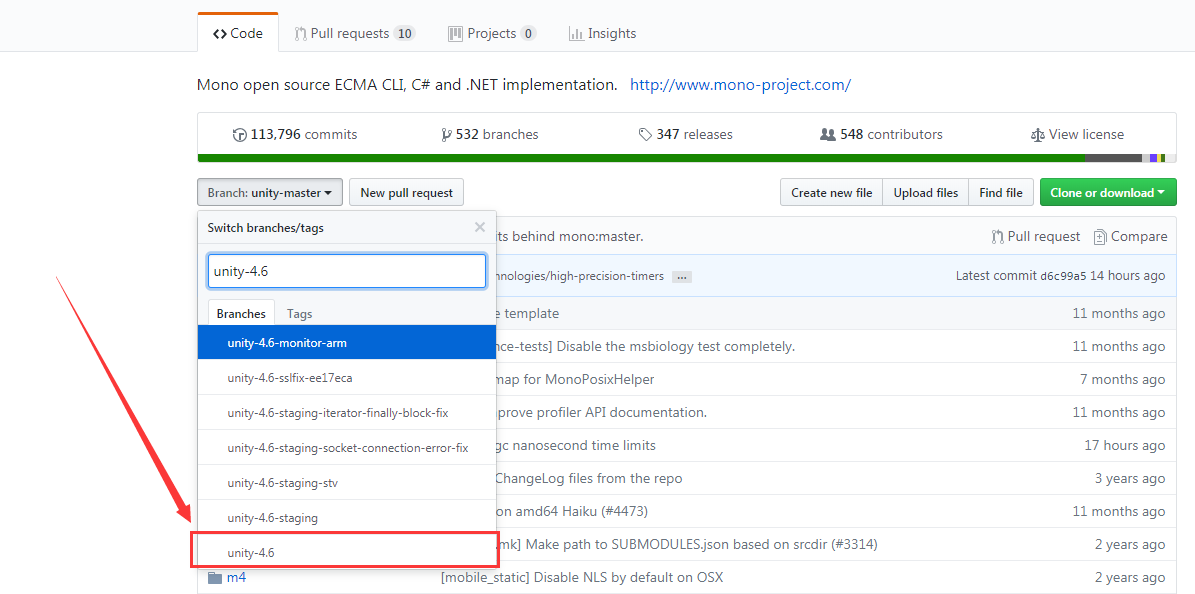 Code Pull requests 10 Projects 0 Insights
Mono open source ECMA CLI, C# and .NET implementation. http://www.mono-project.com/
113,796 commits 532 branches 347 releases 548 contributors View license
Branch: unity-master New pull request Create new file Upload files Find file Clone or download
Switch branches/tags
its behind mono:master. Pull request Compare
unity-4.6
/high-precision-timers ... Latest commit d6c99a5 14 hours ago
Branches Tags
template 11 months ago
unity-4.6-monitor-arm
-tests] Disable the msbiology test completely. 11 months ago
unity-4.6-sslfix-ee17eca
map for MonoPosixHelper 7 months ago
unity-4.6-staging-iterator-finally-block-fix
prove profiler API documentation. 11 months ago
unity-4.6-staging-socket-connection-error-fix
gc nanosecond time limits 17 hours ago
unity-4.6-staging-stv
ChangeLog files from the repo 3 years ago
unity-4.6-staging
on amd64 Haiku (#4473) 11 months ago
unity-4.6
mk] Make path to SUBMODULES.json based on srcdir (#3314) 2 years ago
m4 [mobile_static] Disable NLS by default on OSX 2 years ago